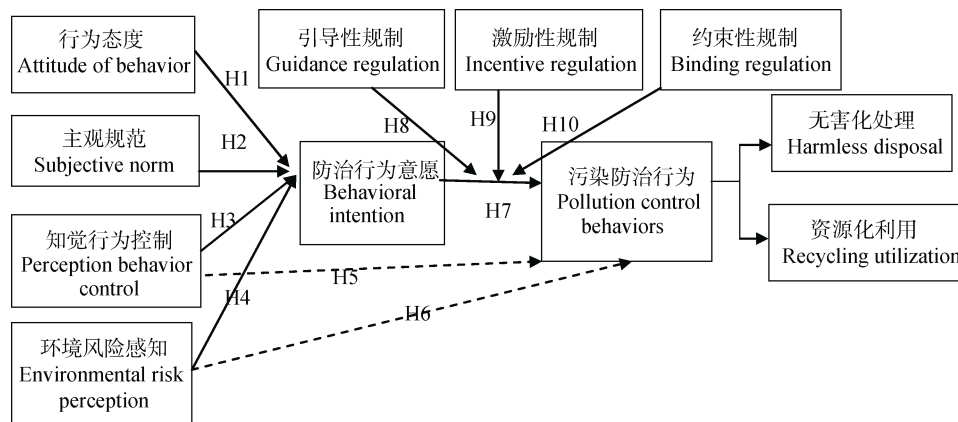 行为态度
Attitude of behavior
引导性规制
Guidance regulation
激励性规制
Incentive regulation
约束性规制
Binding regulation
H1
H2
H3
H4
H5
H6
H7
H8
H9
H10
主观规范
Subjective norm
知觉行为控制
Perception behavior
control
环境风险感知
Environmental risk
perception
防治行为意愿
Behavioral
intention
污染防治行为
Pollution control
behaviors
无害化处理
Harmless disposal
资源化利用
Recycling utilization